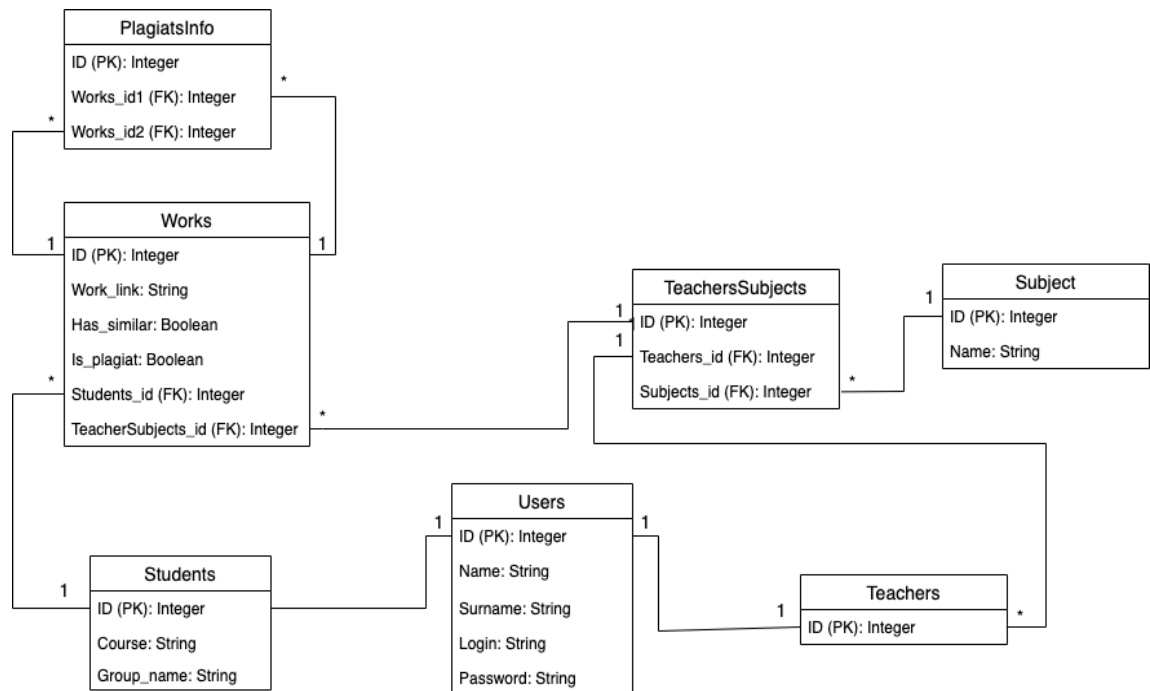 PlagiatsInfo
ID (PK): Integer
Works_id1 (FK): Integer
Works_id2 (FK): Integer
*
*
Works
1
1
ID (PK): Integer
Work_link: String
Has_similar: Boolean
Is_plagiat: Boolean
Students_id (FK): Integer
TeacherSubjects_id (FK): Integer
*
*
TeachersSubjects
1
1
ID (PK): Integer
1
Teachers_id (FK): Integer
Subjects_id (FK): Integer
*
Subject
1
ID (PK): Integer
Name: String
Users
1
1
ID (PK): Integer
Name: String
Surname: String
Login: String
Password: String
Students
1
ID (PK): Integer
Course: String
Group_name: String
Teachers
1
ID (PK): Integer
*